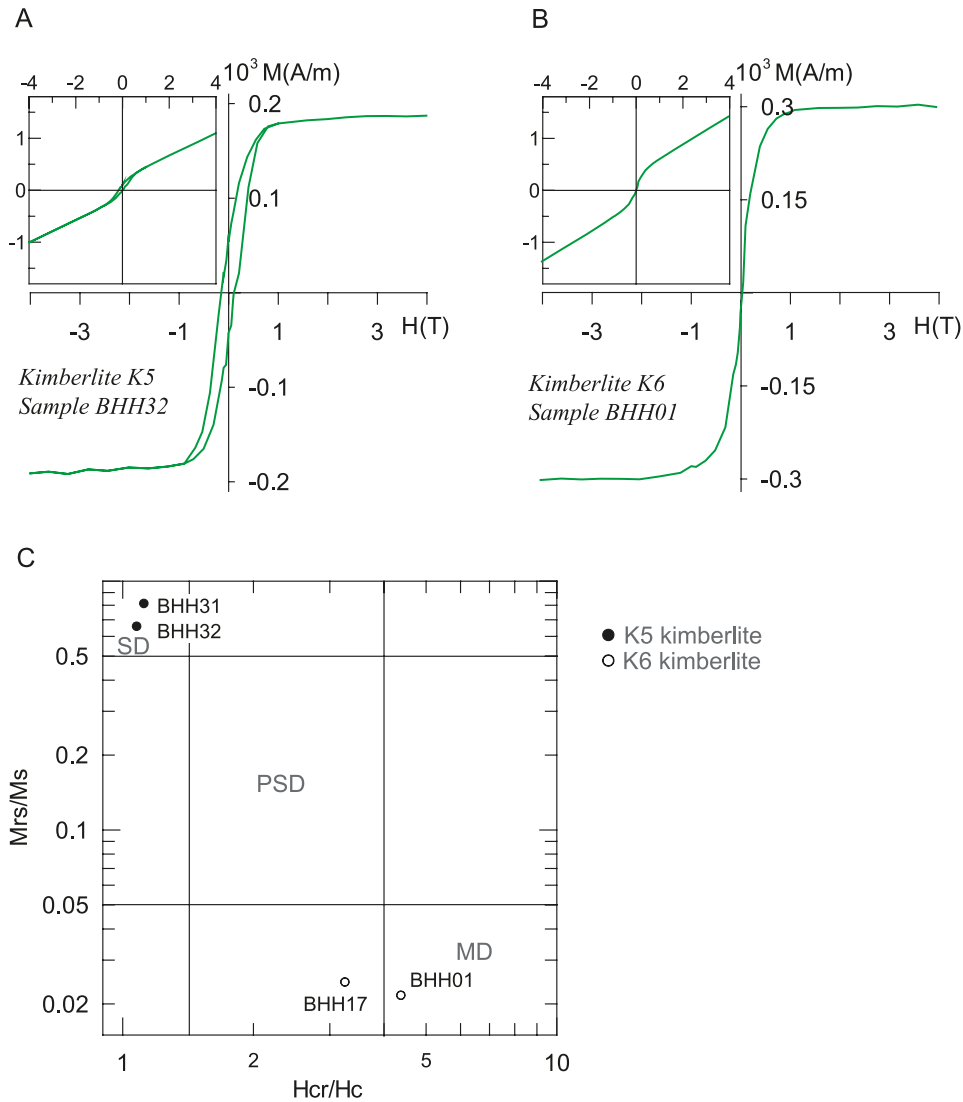 A
-4 -2 0 2 4
10³ M(A/m)
1
0
-1
0.2
0.1
-3 -1 1 3 H(T)
-0.1
-0.2
Kimberlite K5
Sample BHH32
B
-4 -2 0 2 4
10³ M(A/m)
1
0
-1
0.3
0.15
-3 -1 1 3 H(T)
-0.15
-0.3
Kimberlite K6
Sample BHH01
C
BHH31
BHH32
SD
PSD
MD
BHH17
BHH01
0.5
0.2
0.1
0.05
0.02
Mrs/Ms
1 2 5 10
Hcr/Hc
K5 kimberlite
K6 kimberlite